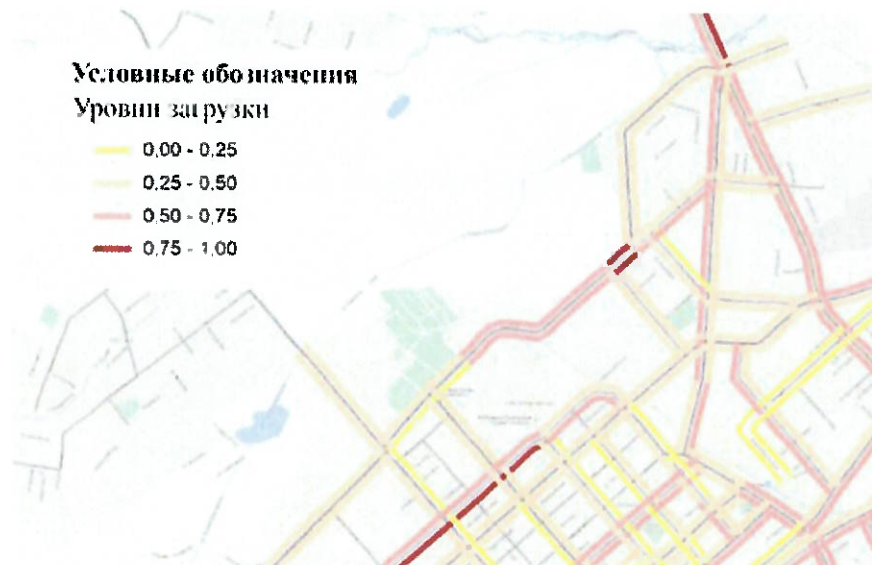 Условные обозначения
Уровни загрузки
0,00 - 0,25
0,25 - 0,50
0,50 - 0,75
0,75 - 1,00